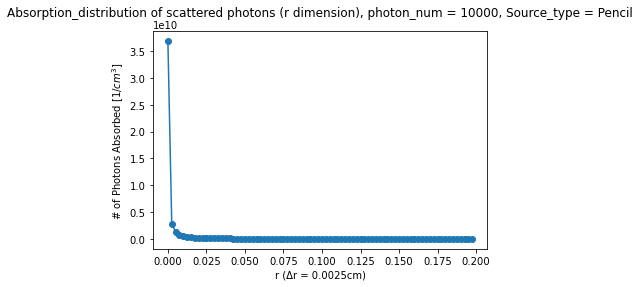 Absorption_distribution of scattered photons (r dimension), photon_num = 10000, Source_type = Pencil
1e10
3.5
3.0
2.5
2.0
1.5
1.0
0.5
0.0
# of Photons Absorbed [1/cm³]
0.000 0.025 0.050 0.075 0.100 0.125 0.150 0.175 0.200
r (Δr = 0.0025cm)